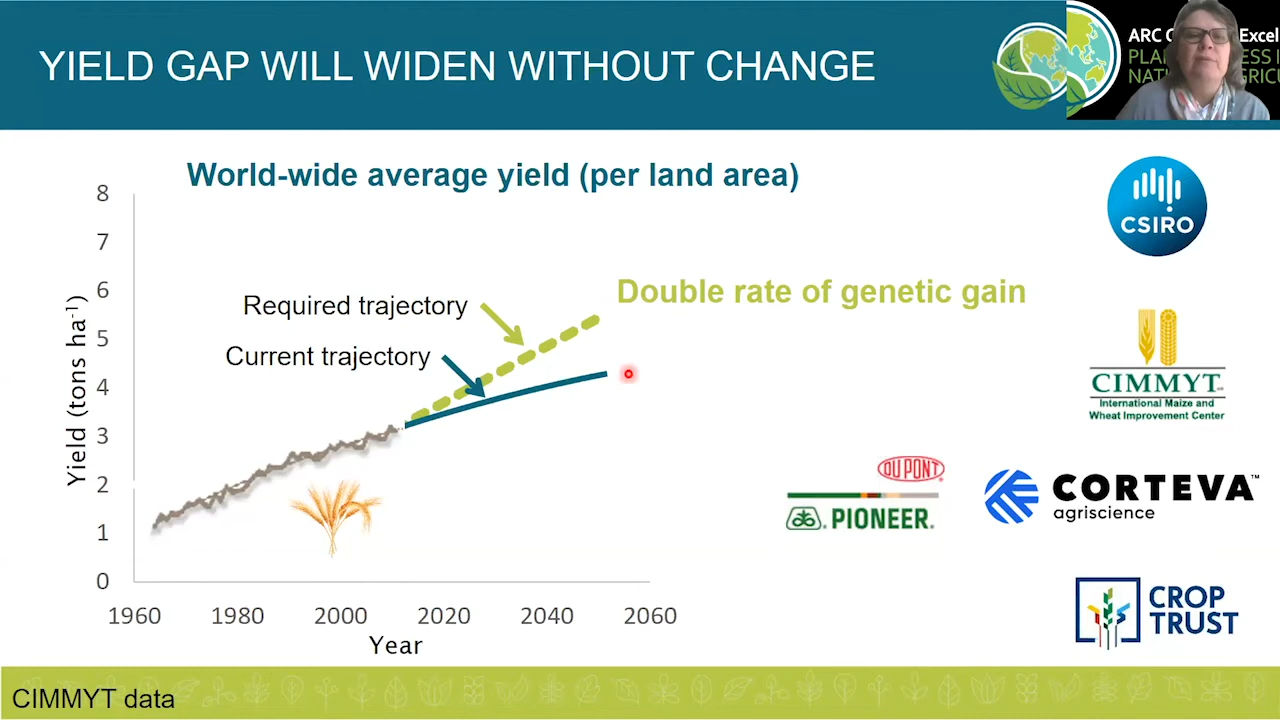 YIELD GAP WILL WIDEN WITHOUT CHANGE
ARC Excel
World-wide average yield (per land area)
8
7
6
5
4
3
2
1
0
Yield (tons ha⁻¹)
Required trajectory
Current trajectory
Double rate of genetic gain
1960 1980 2000 2020 2040 2060
Year
CSIRO
CIMMYT
International Maize and
Wheat Improvement Center
DUPONT
PIONEER.
CORTEVA™
agriscience
CROP
TRUST
CIMMYT data